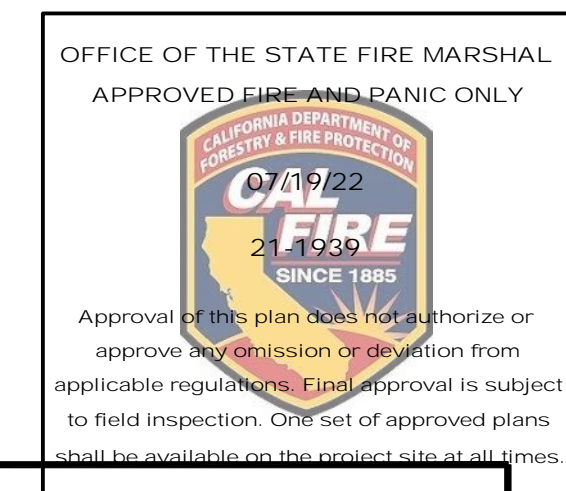 OFFICE OF THE STATE FIRE MARSHAL
APPROVED FIRE AND PANIC ONLY
CALIFORNIA DEPARTMENT OF
FORESTRY & FIRE PROTECTION
CAL
07/19/22
FIRE
21-1939
SINCE 1885
Approval of this plan does not authorize or
approve any omission or deviation from
applicable regulations. Final approval is subject
to field inspection. One set of approved plans
shall be available on the project site at all times.